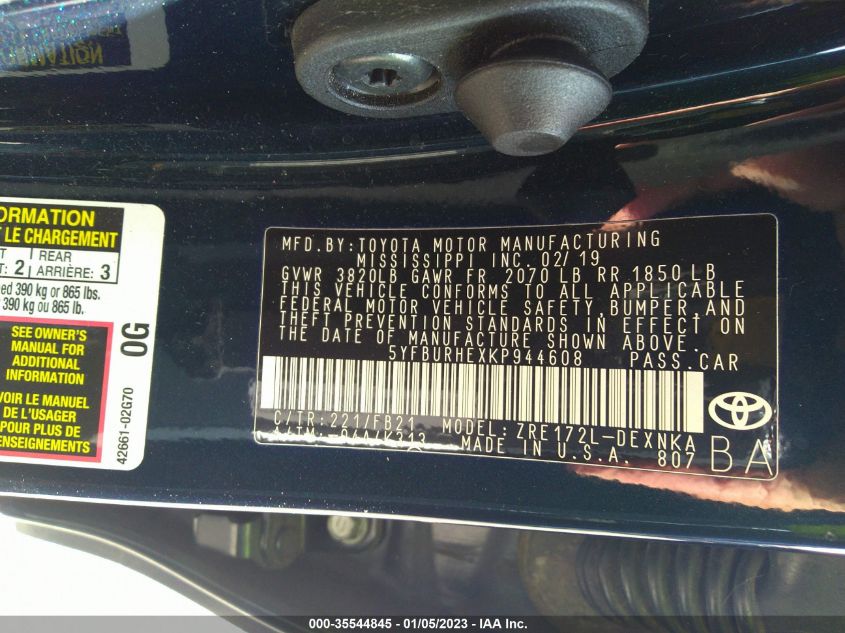 ORMATION
T LE CHARGEMENT
REAR
2 ARRIÈRE: 3
390 kg or 865 lbs.
390 kg ou 865 lb.
SEE OWNER'S
MANUAL FOR
ADDITIONAL
INFORMATION
VOIR LE MANUEL
DE L'USAGER
POUR PLUS DE
ENSEIGNEMENTS
0G
42661-02G70
MFD.BY:TOYOTA MOTOR MANUFACTURING
MISSISSIPPI INC. 02/19
GVWR 3820LB GAWR FR 2070 LB RR 1850 LB
THIS VEHICLE CONFORMS TO ALL APPLICABLE
FEDERAL MOTOR VEHICLE SAFETY,BUMPER,AND
THEFT PREVENTION STANDARDS IN EFFECT ON
THE DATE OF MANUFACTURE SHOWN ABOVE.
5YFBURHEXKP944608 PASS.CAR
C/TR:221/FB21 MODEL:ZRE172L-DEXNKA
MADE IN U.S.A. 807
BA
000-35544845 - 01/05/2023 - IAA Inc.